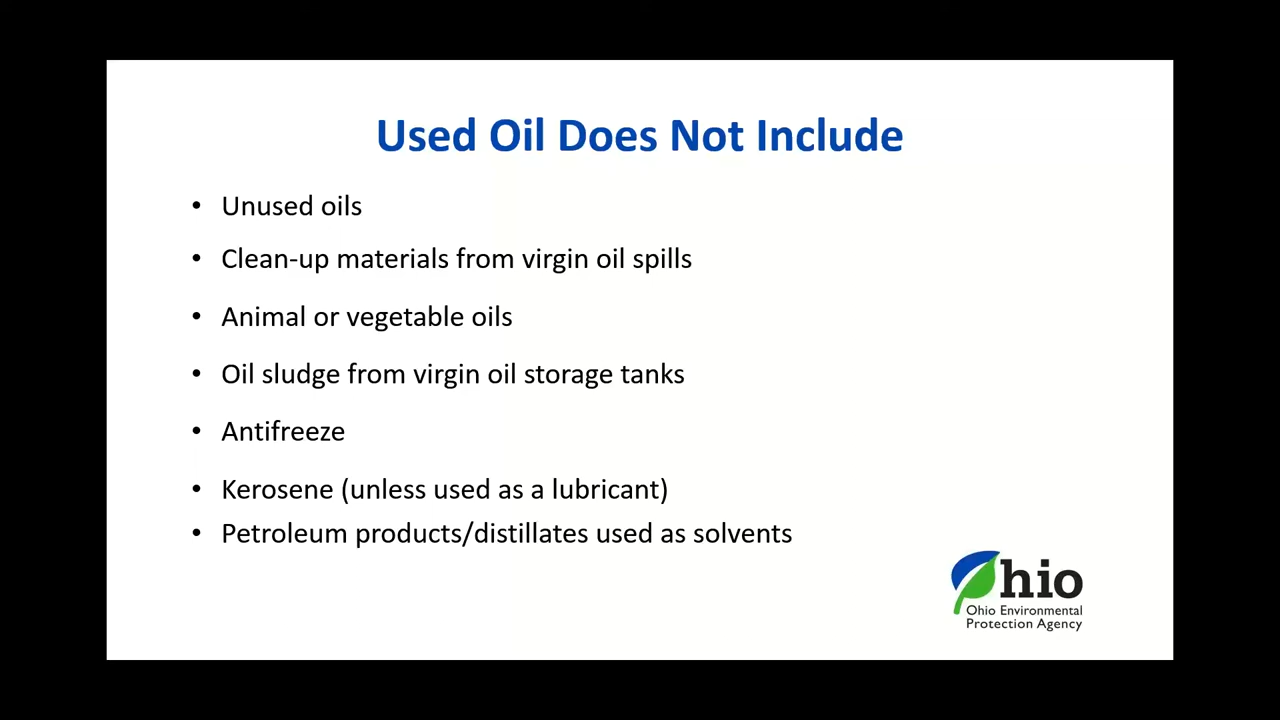 Used Oil Does Not Include
• Unused oils
• Clean-up materials from virgin oil spills
• Animal or vegetable oils
• Oil sludge from virgin oil storage tanks
• Antifreeze
• Kerosene (unless used as a lubricant)
• Petroleum products/distillates used as solvents
Ohio
Ohio Environmental
Protection Agency